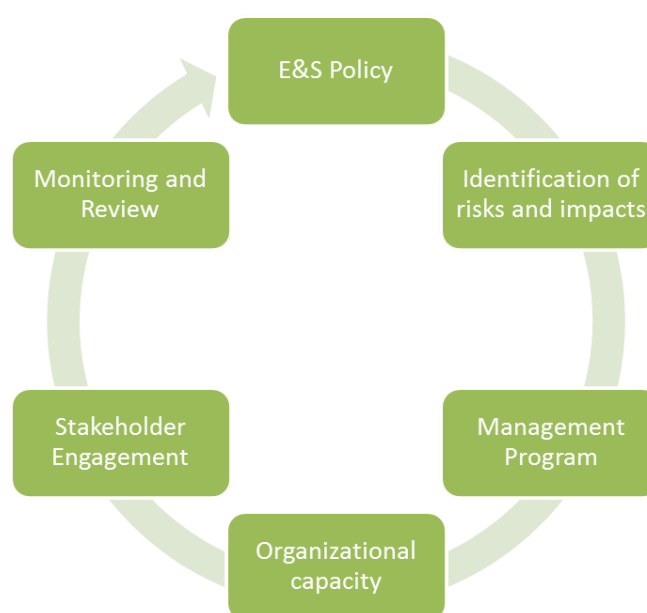 E&S Policy
Identification of
risks and impacts
Management
Program
Organizational
capacity
Stakeholder
Engagement
Monitoring and
Review